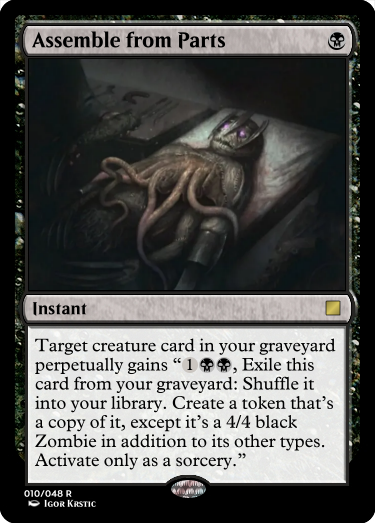 Assemble from Parts
Instant
Target creature card in your graveyard
perpetually gains “1, Exile this
card from your graveyard: Shuffle it
into your library. Create a token that’s
a copy of it, except it’s a 4/4 black
Zombie in addition to its other types.
Activate only as a sorcery.”
010/048 R
Igor Krstic